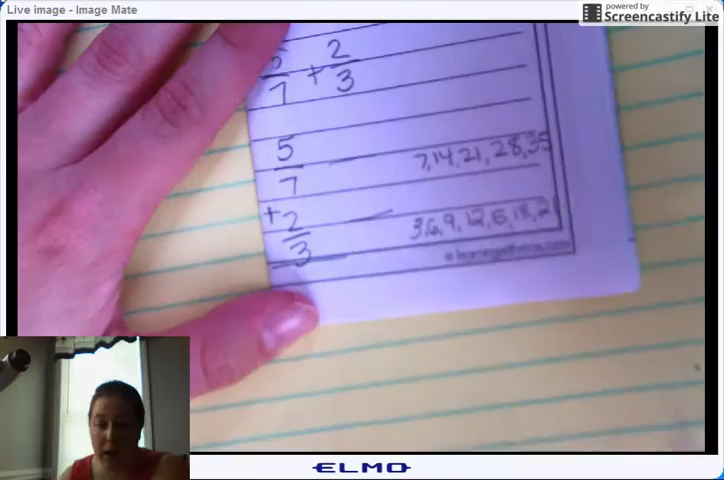 Live image - Image Mate
powered by
Screencastify Lite
5/7 + 2/3
5/7
7,14,21,28,35
+ 2/3
3,6,9,12,15,18,21
ELMO